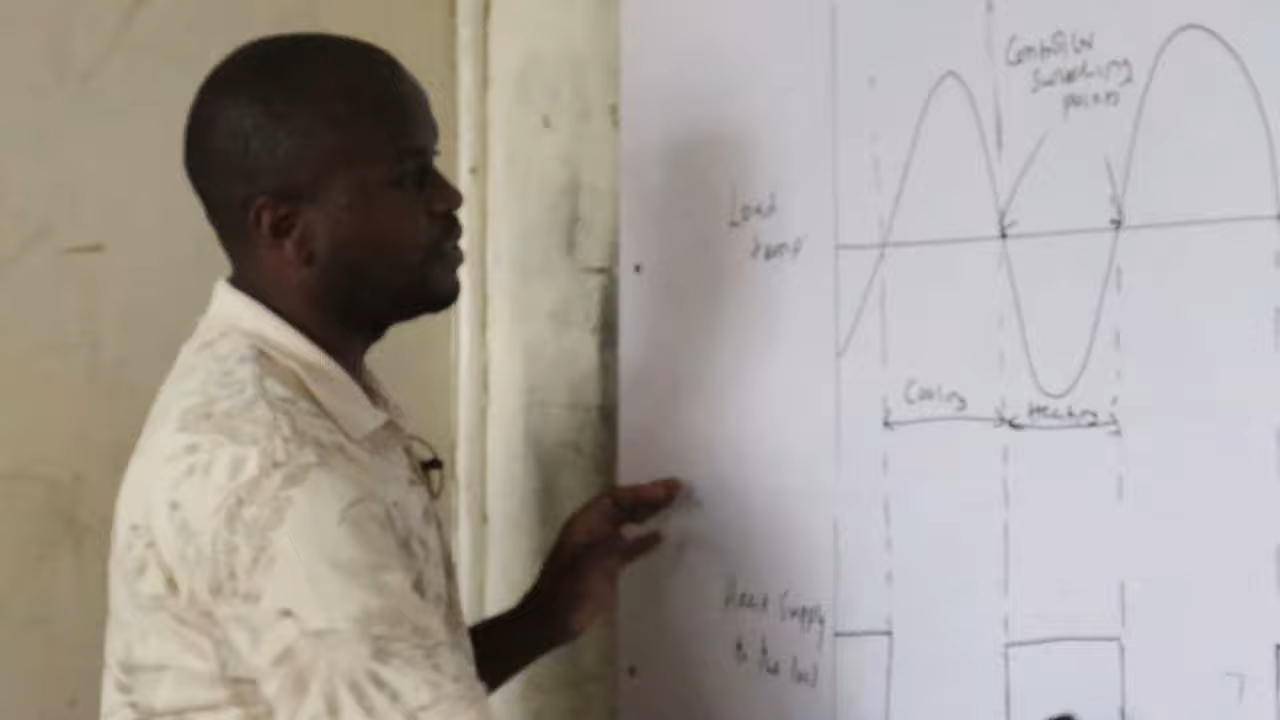 Controller
Switching
points
Load
temp
Cooling
Heating
Heat Supply
to the load